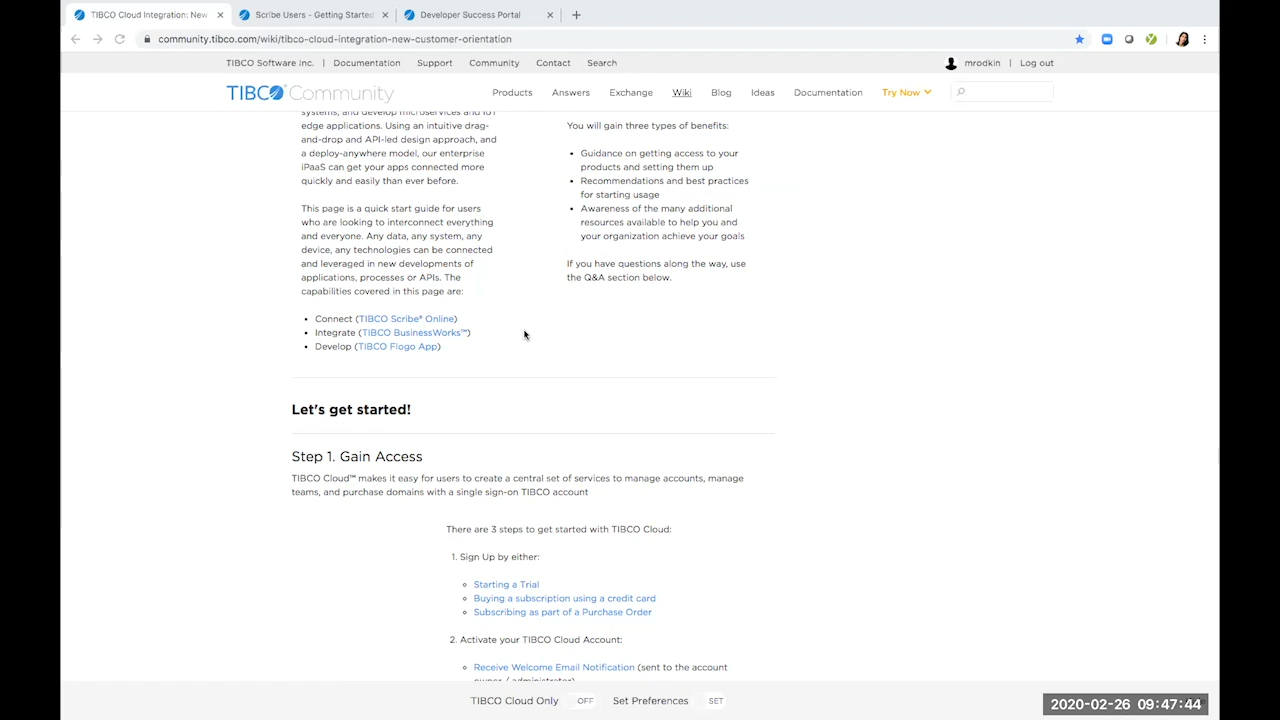 TIBCO Cloud Integration: New
Scribe Users - Getting Started
Developer Success Portal
community.tibco.com/wiki/tibco-cloud-integration-new-customer-orientation
TIBCO Software Inc. | Documentation Support Community Contact Search
mrodkin | Log out
TIBCO Community
Products Answers Exchange Wiki Blog Ideas Documentation Try Now
systems, and develop microservices and IoT
edge applications. Using an intuitive drag-
and-drop and API-led design approach, and
a deploy-anywhere model, our enterprise
iPaaS can get your apps connected more
quickly and easily than ever before.
This page is a quick start guide for users
who are looking to interconnect everything
and everyone. Any data, any system, any
device, any technologies can be connected
and leveraged in new developments of
applications, processes or APIs. The
capabilities covered in this page are:
• Connect (TIBCO Scribe® Online)
• Integrate (TIBCO BusinessWorks™)
• Develop (TIBCO Flogo App)
You will gain three types of benefits:
• Guidance on getting access to your
products and setting them up
• Recommendations and best practices
for starting usage
• Awareness of the many additional
resources available to help you and
your organization achieve your goals
If you have questions along the way, use
the Q&A section below.
Let's get started!
Step 1. Gain Access
TIBCO Cloud™ makes it easy for users to create a central set of services to manage accounts, manage
teams, and purchase domains with a single sign-on TIBCO account
There are 3 steps to get started with TIBCO Cloud:
1. Sign Up by either:
Starting a Trial
Buying a subscription using a credit card
Subscribing as part of a Purchase Order
2. Activate your TIBCO Cloud Account:
Receive Welcome Email Notification (sent to the account
owner / administrator)
TIBCO Cloud Only OFF Set Preferences SET
2020-02-26 09:47:44